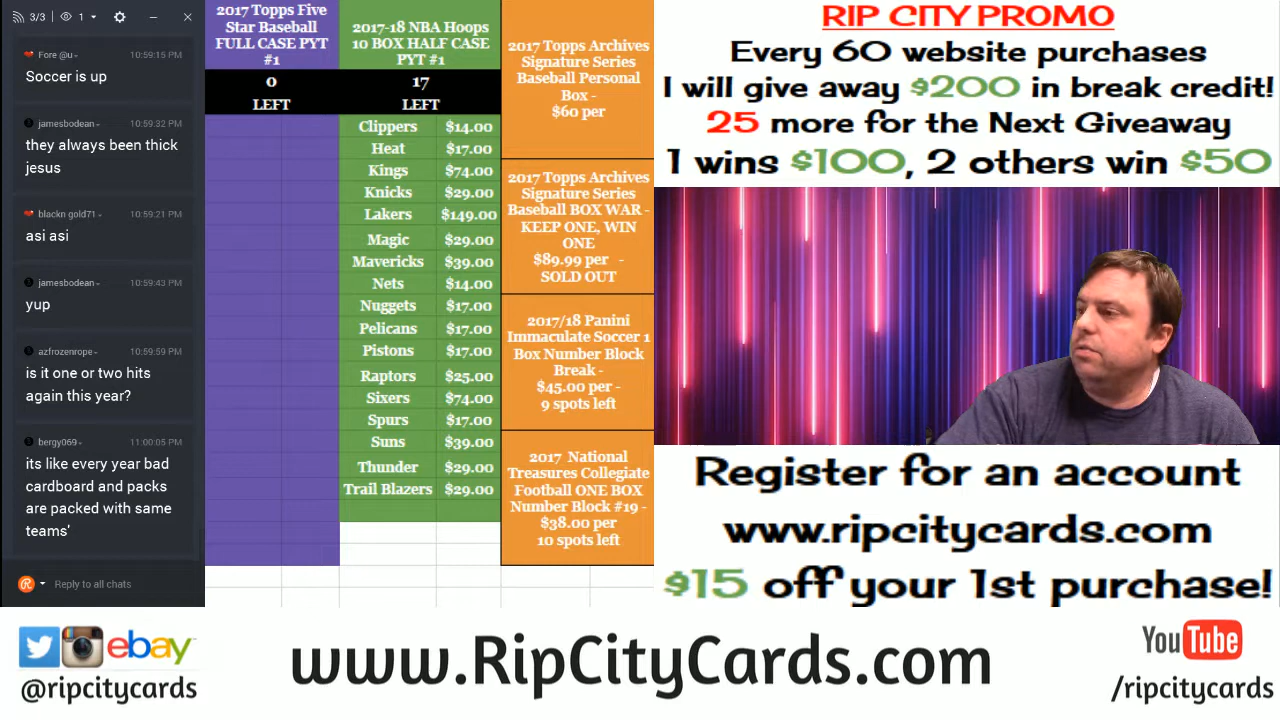 3/3 1
Fore @u 10:59:15 PM
Soccer is up
jamesbodean 10:59:32 PM
they always been thick
jesus
blackn gold71 10:59:21 PM
asi asi
jamesbodean 10:59:43 PM
yup
azfrozenrope 10:59:59 PM
is it one or two hits
again this year?
bergy069 11:00:05 PM
its like every year bad
cardboard and packs
are packed with same
teams'
Reply to all chats
2017 Topps Five
Star Baseball
FULL CASE PYT
#1
0
LEFT
2017-18 NBA Hoops
10 BOX HALF CASE
PYT #1
17
LEFT
Clippers $14.00
Heat $17.00
Kings $74.00
Knicks $29.00
Lakers $149.00
Magic $29.00
Mavericks $39.00
Nets $14.00
Nuggets $17.00
Pelicans $17.00
Pistons $17.00
Raptors $25.00
Sixers $74.00
Spurs $17.00
Suns $39.00
Thunder $29.00
Trail Blazers $29.00
2017 Topps Archives
Signature Series
Baseball Personal
Box -
$60 per
2017 Topps Archives
Signature Series
Baseball BOX WAR -
KEEP ONE, WIN
ONE
$89.99 per -
SOLD OUT
2017/18 Panini
Immaculate Soccer 1
Box Number Block
Break -
$45.00 per -
9 spots left
2017 National
Treasures Collegiate
Football ONE BOX
Number Block #19 -
$38.00 per
10 spots left
RIP CITY PROMO
Every 60 website purchases
I will give away $200 in break credit!
25 more for the Next Giveaway
1 wins $100, 2 others win $50
Register for an account
www.ripcitycards.com
$15 off your 1st purchase!
ebay
@ripcitycards
www.RipCityCards.com
YouTube
/ripcitycards